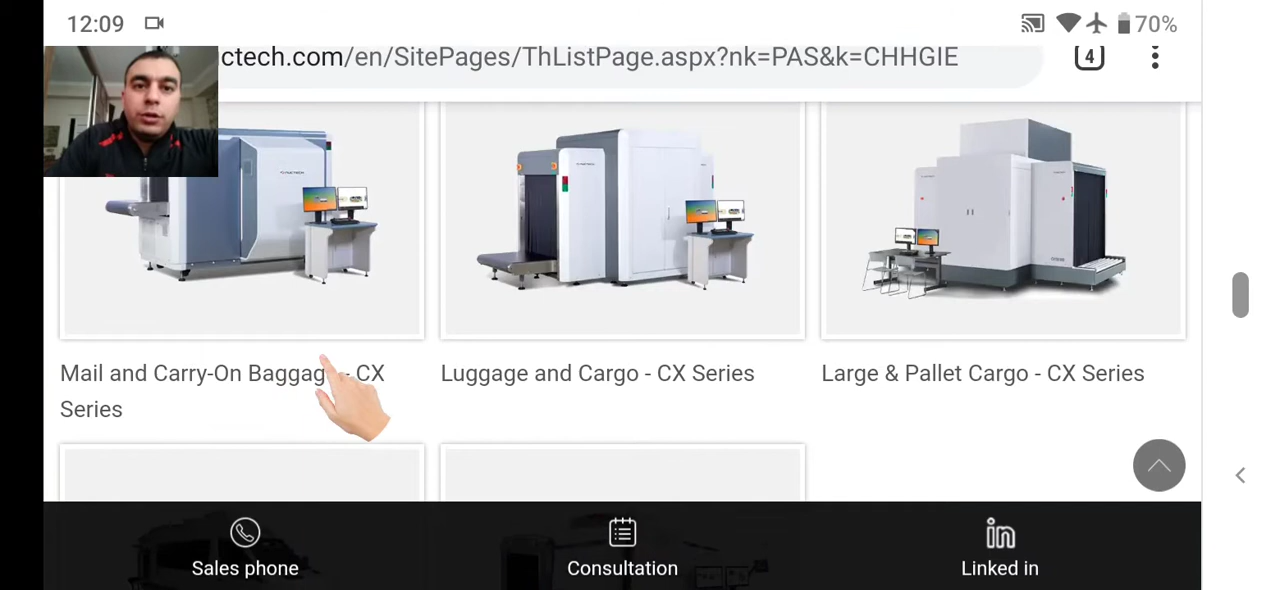 12:09
70%
ctech.com/en/SitePages/ThListPage.aspx?nk=PAS&k=CHHGIE
4
Mail and Carry-On Baggag - CX
Series
Luggage and Cargo - CX Series
Large & Pallet Cargo - CX Series
Sales phone
Consultation
Linked in